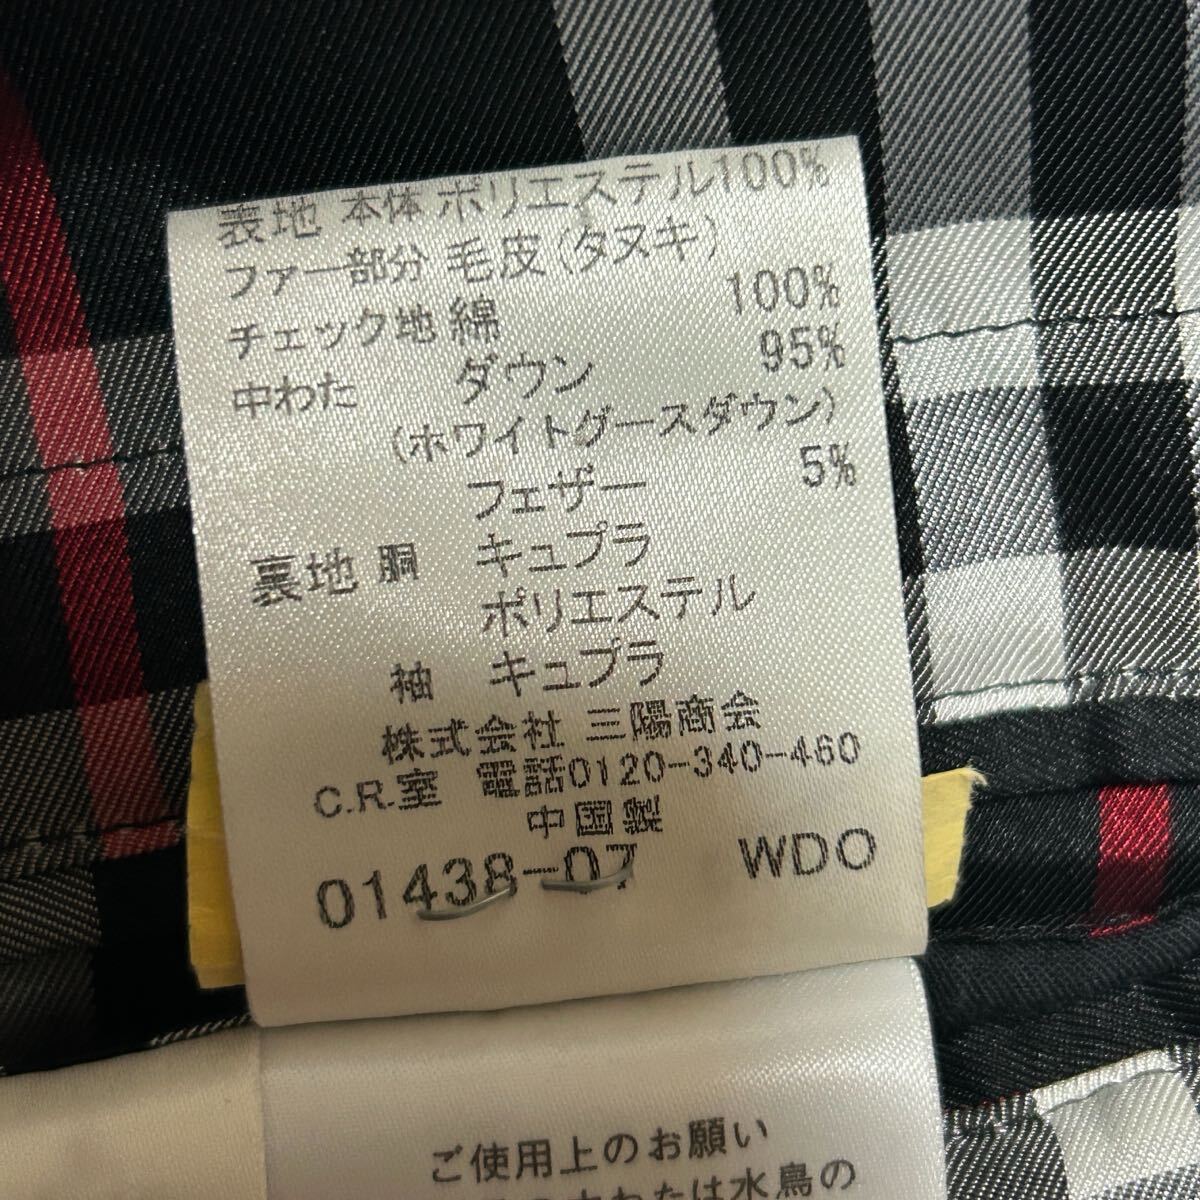 表地 本体 ポリエステル100%
ファー部分 毛皮(タヌキ)
チェック地 綿 100%
中わた ダウン 95%
(ホワイトグースダウン)
フェザー 5%
裏地 胴 キュプラ
ポリエステル
袖 キュプラ
株式会社 三陽商会
C.R.室 電話0120-340-460
中国製
01438-07 WDO
ご使用上のお願い
中わたは水鳥の